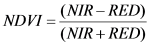 NDVI = (NIR − RED) / (NIR + RED)